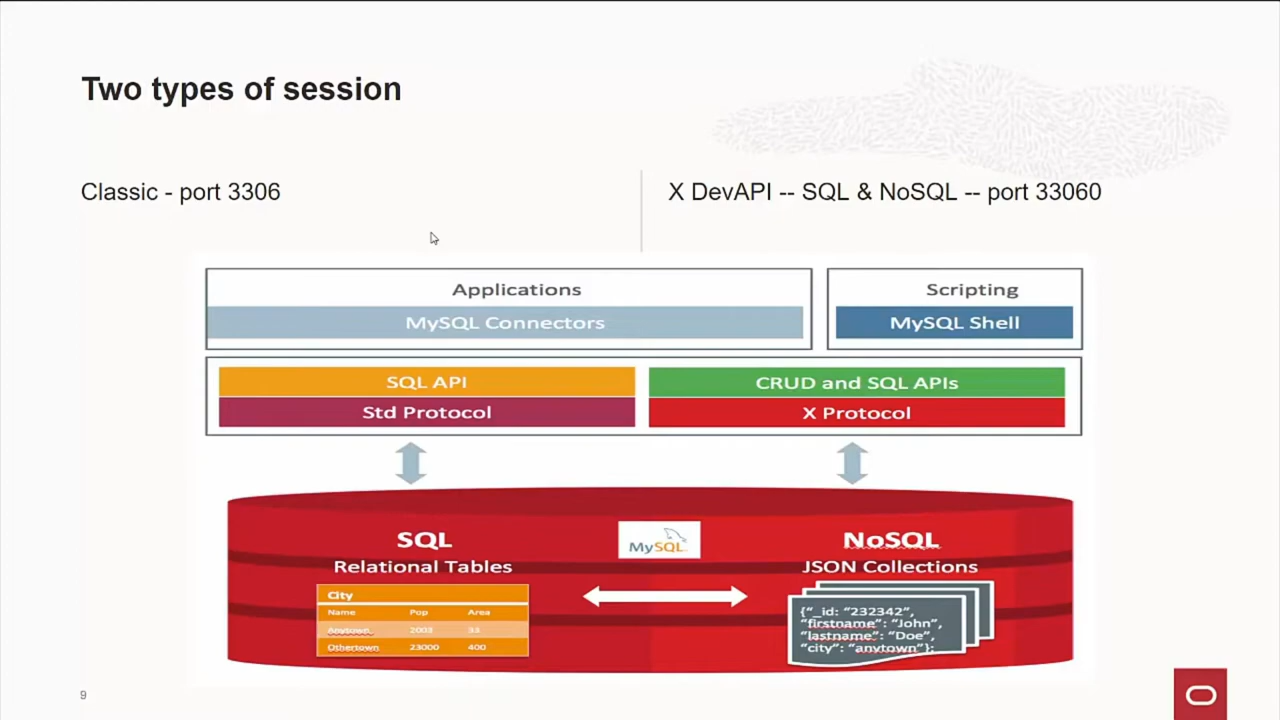 Two types of session
Classic - port 3306
X DevAPI -- SQL & NoSQL -- port 33060
Applications
MySQL Connectors
Scripting
MySQL Shell
SQL API
Std Protocol
CRUD and SQL APIs
X Protocol
SQL
Relational Tables
City
Name Pop Area
Anytown 2003 33
Othertown 23000 400
MySQL
NoSQL
JSON Collections
{"_id: "232342",
"firstname": "John",
"lastname": "Doe",
"city": "anytown"};
9